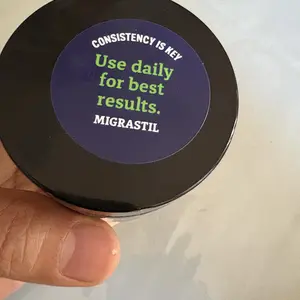 CONSISTENCY IS KEY
Use daily
for best
results.
MIGRASTIL